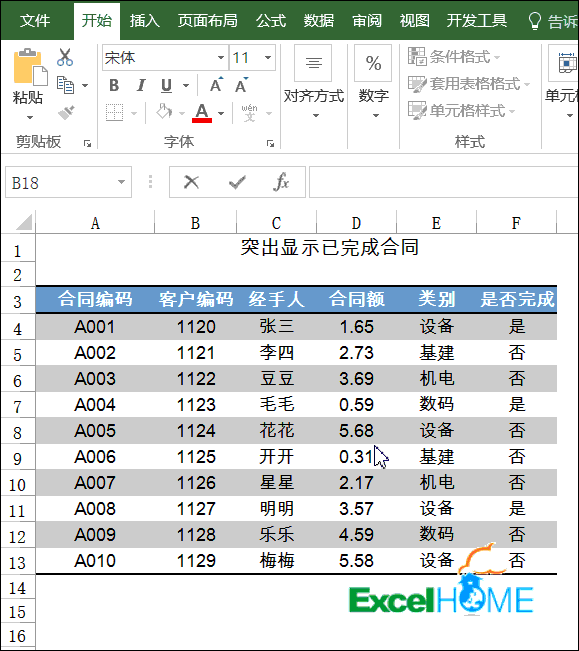 文件 开始 插入 页面布局 公式 数据 审阅 视图 开发工具 告诉
宋体 11
条件格式
粘贴 B I U A A 对齐方式 % 数字 套用表格格式 单元格
A wén 文 单元格样式
剪贴板 字体 样式
B18 fx
A B C D E F
1 突出显示已完成合同
2
3 合同编码 客户编码 经手人 合同额 类别 是否完成
4 A001 1120 张三 1.65 设备 是
5 A002 1121 李四 2.73 基建 否
6 A003 1122 豆豆 3.69 机电 否
7 A004 1123 毛毛 0.59 数码 是
8 A005 1124 花花 5.68 设备 否
9 A006 1125 开开 0.31 基建 否
10 A007 1126 星星 2.17 机电 否
11 A008 1127 明明 3.57 设备 是
12 A009 1128 乐乐 4.59 数码 否
13 A010 1129 梅梅 5.58 设备 否
14
ExcelHOME
15
16